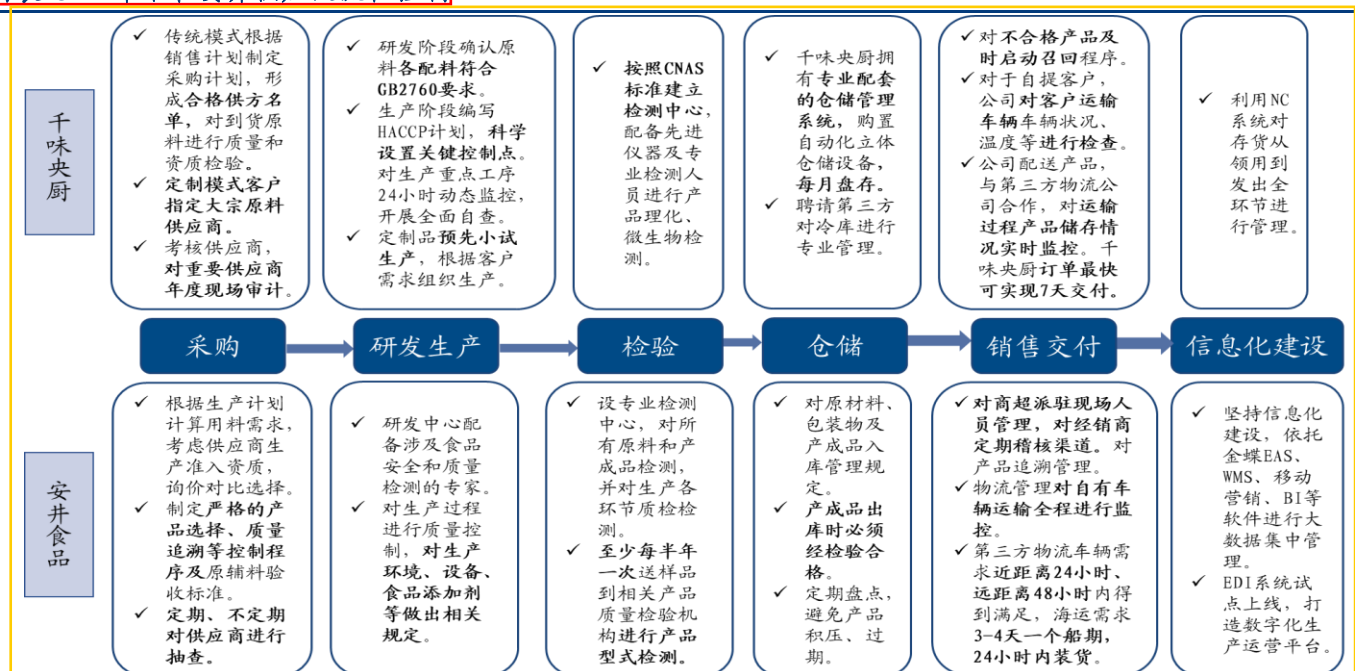 千味央厨
✓ 传统模式根据
销售计划制定
采购计划，形
成合格供方名
单，对到货原
料进行质量和
资质检验。
✓ 定制模式客户
指定大宗原料
供应商。
✓ 考核供应商，
对重要供应商
年度现场审计。
✓ 研发阶段确认原
料各配料符合
GB2760要求。
✓ 生产阶段编写
HACCP计划，科学
设置关键控制点。
对生产重点工序
24小时动态监控，
开展全面自查。
✓ 定制品预先小试
生产，根据客户
需求组织生产。
✓ 按照CNAS
标准建立
检测中心，
配备先进
仪器及专
业检测人
员进行产
品理化、
微生物检
测。
✓ 千味央厨拥
有专业配套
的仓储管理
系统，购置
自动化立体
仓储设备，
每月盘存。
✓ 聘请第三方
对冷库进行
专业管理。
✓ 对不合格产品及
时启动召回程序。
✓ 对于自提客户，
公司对客户运输
车辆车辆状况、
温度等进行检查。
✓ 公司配送产品，
与第三方物流公
司合作，对运输
过程产品储存情
况实时监控。千
味央厨订单最快
可实现7天交付。
✓ 利用NC
系统对
存货从
领用到
发出全
环节进
行管理。
采购
研发生产
检验
仓储
销售交付
信息化建设
安井食品
✓ 根据生产计划
计算用料需求，
考虑供应商生
产准入资质，
询价对比选择。
✓ 制定严格的产
品选择、质量
追溯等控制程
序及原辅料验
收标准。
✓ 定期、不定期
对供应商进行
抽查。
✓ 研发中心配
备涉及食品
安全和质量
检测的专家。
✓ 对生产过程
进行质量控
制，对生产
环境、设备、
食品添加剂
等做出相关
规定。
✓ 设专业检测
中心，对所
有原料和产
成品检测，
并对生产各
环节质检检
测。
✓ 至少每半年
一次送样品
到相关产品
质量检验机
构进行产品
型式检测。
✓ 对原材料、
包装物及
产成品入
库管理规
定。
✓ 产成品出
库时必须
经检验合
格。
✓ 定期盘点，
避免产品
积压、过
期。
✓ 对商超派驻现场人
员管理，对经销商
定期稽核渠道。对
产品追溯管理。
✓ 物流管理对自有车
辆运输全程进行监
控。
✓ 第三方物流车辆需
求近距离24小时、
远距离48小时内得
到满足，海运需求
3-4天一个船期，
24小时内装货。
✓ 坚持信息化
建设，依托
金蝶EAS、
WMS、移动
营销、BI等
软件进行大
数据集中管
理。
✓ EDI系统试
点上线，打
造数字化生
产运营平台。